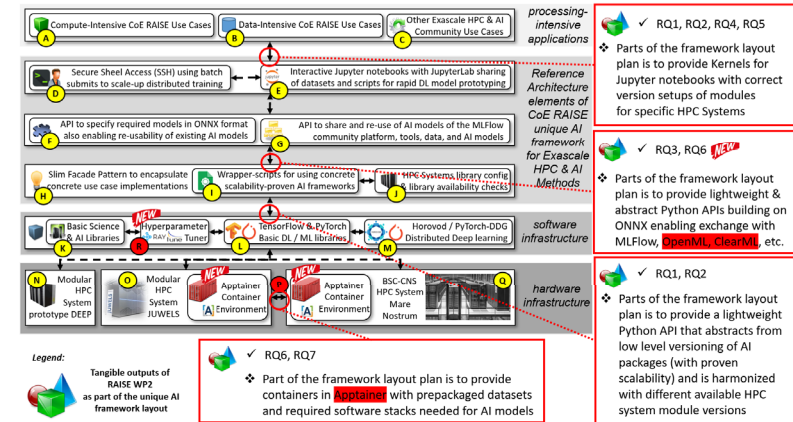 Compute-Intensive CoE RAISE Use Cases
A
Data-Intensive CoE RAISE Use Cases
B
Other Exascale HPC & AI
Community Use Cases
C
processing-
intensive
applications
Secure Sheel Access (SSH) using batch
submits to scale-up distributed training
D
Interactive Jupyter notebooks with JupyterLab sharing
of datasets and scripts for rapid DL model prototyping
E
API to specify required models in ONNX format
also enabling re-usability of existing AI models
F
API to share and re-use of AI models of the MLFlow
community platform, tools, data, and AI models
G
Slim Facade Pattern to encapsulate
concrete use case implementations
H
Wrapper-scripts for using concrete
scalability-proven AI frameworks
I
HPC Systems library config
& library availability checks
J
Reference
Architecture
elements of
CoE RAISE
unique AI
framework
for Exascale
HPC & AI
Methods
Basic Science
& AI Libraries
K
NEW
Hyperparameter
RAY tune Tuner
R
TensorFlow & PyTorch
Basic DL / ML libraries
L
Horovod / PyTorch-DDG
Distributed Deep learning
M
software
infrastructure
N
Modular
HPC
System
prototype DEEP
O
Modular
HPC
System
JUWELS
NEW
Apptainer
Container
Environment
[A]
P
NEW
Apptainer
Container
Environment
[A]
BSC-CNS
HPC System
Mare
Nostrum
Q
hardware
infrastructure
Legend:
Tangible outputs of
RAISE WP2
as part of the unique AI
framework layout
✓ RQ6, RQ7
❖ Part of the framework layout plan is to provide
containers in Apptainer with prepackaged datasets
and required software stacks needed for AI models
✓ RQ1, RQ2, RQ4, RQ5
❖ Parts of the framework layout
plan is to provide Kernels for
Jupyter notebooks with correct
version setups of modules
for specific HPC Systems
✓ RQ3, RQ6 NEW
❖ Parts of the framework layout
plan is to provide lightweight &
abstract Python APIs building on
ONNX enabling exchange with
MLFlow, OpenML, ClearML, etc.
✓ RQ1, RQ2
❖ Parts of the framework layout
plan is to provide a lightweight
Python API that abstracts from
low level versioning of AI
packages (with proven
scalability) and is harmonized
with different available HPC
system module versions